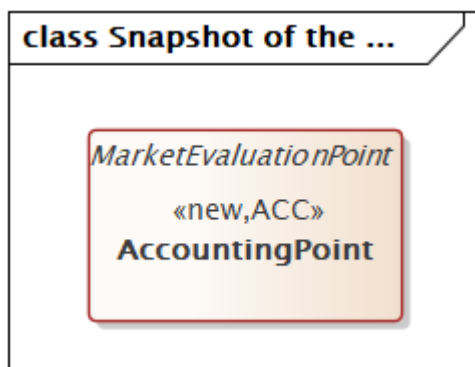 class Snapshot of the ...
MarketEvaluationPoint
«new,ACC»
AccountingPoint